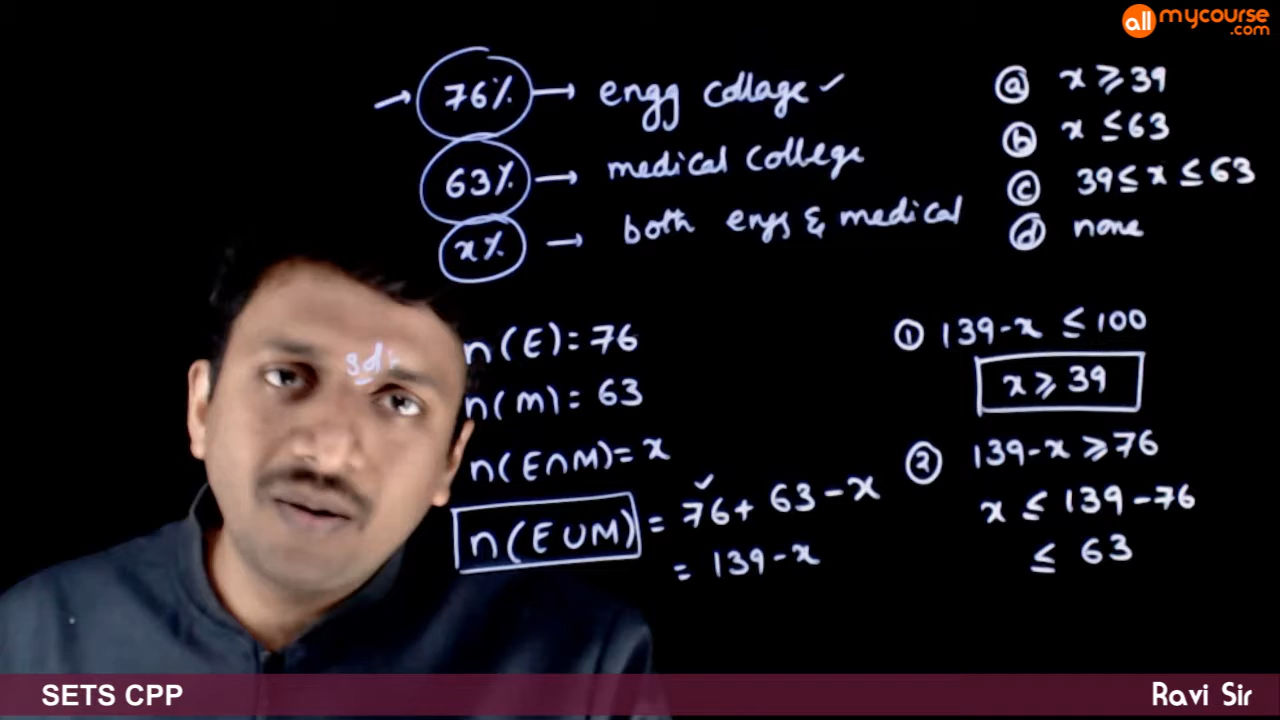 all mycourse
.com
→ 76% → engg collage ✓
63% → medical college
x% → both engs & medical
ⓐ x ≥ 39
ⓑ x ≤ 63
ⓒ 39 ≤ x ≤ 63
ⓓ none
n(E) = 76
n(M) = 63
n(E∩M) = x
n(E∪M) = 76 + 63 - x
= 139 - x
① 139 - x ≤ 100
x ≥ 39
② 139 - x ≥ 76
x ≤ 139 - 76
≤ 63
SETS CPP
Ravi Sir